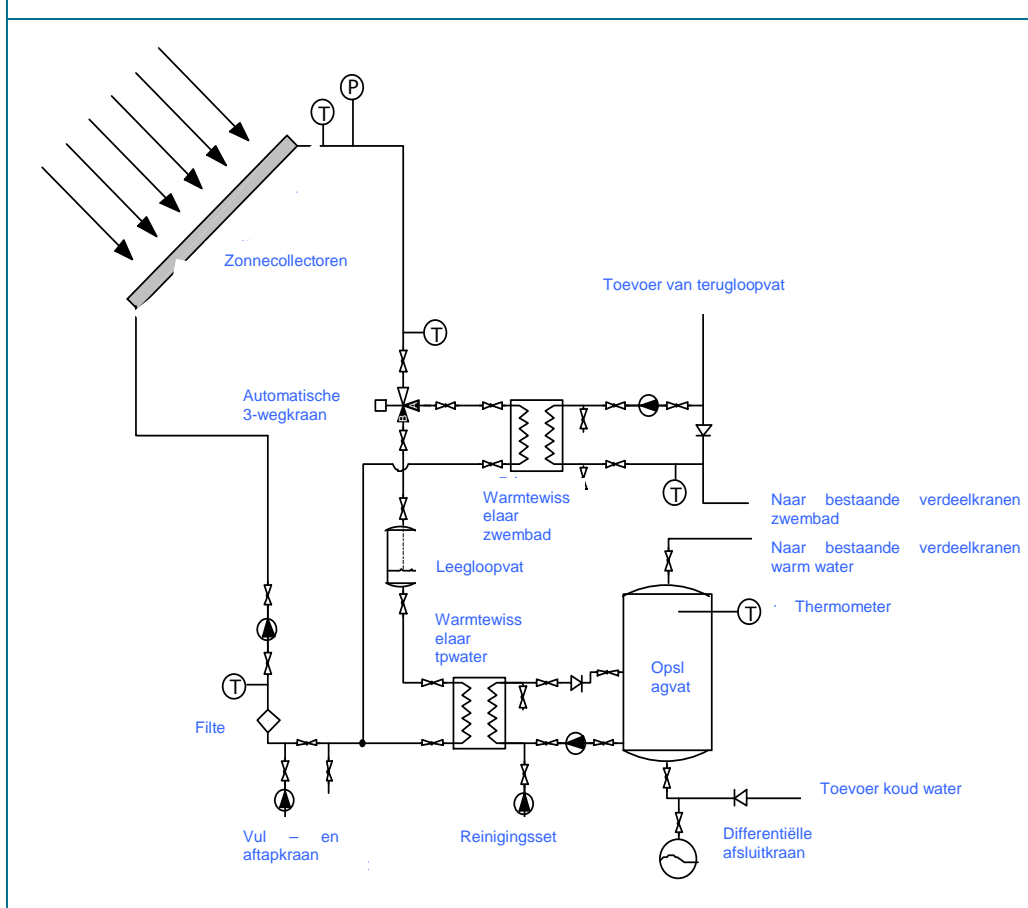 P
T
Zonnecollectoren
Toevoer van terugloopvat
T
Automatische
3-wegkraan
T
Warmtewiss
elaar
zwembad
Naar bestaande verdeelkranen
zwembad
Naar bestaande verdeelkranen
warm water
Leegloopvat
T
Thermometer
Warmtewiss
elaar
tpwater
Opsl
agvat
T
Filte
Toevoer koud water
Vul – en
aftapkraan
Reinigingsset
Differentiële
afsluitkraan